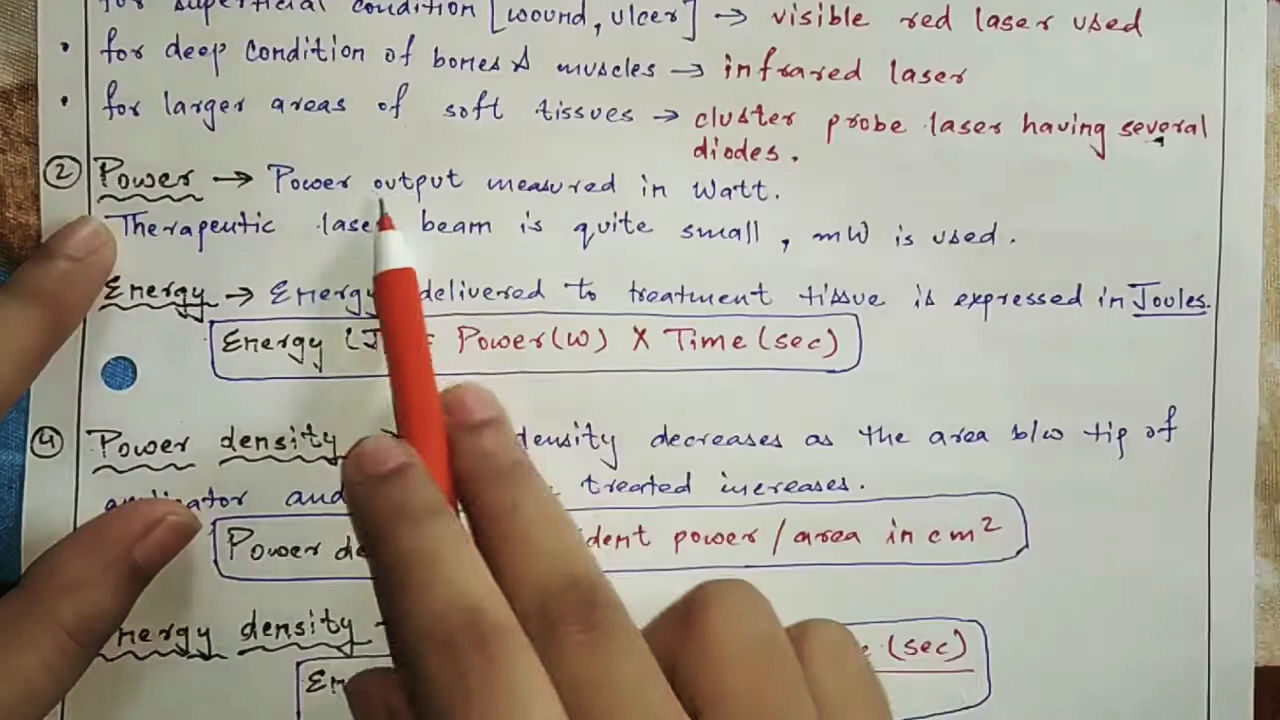 for superficial condition [wound, ulcer] → visible red laser used
• for deep condition of bones & muscles → infrared laser
• for larger areas of soft tissues → cluster probe laser having several
diodes.
② Power → Power output measured in Watt.
Therapeutic laser beam is quite small, mW is used.
Energy → Energy delivered to treatment tissue is expressed in Joules.
Energy (J = Power(W) X Time(sec)
④ Power density density decreases as the area b/w tip of
and treated increases.
Power de dent power / area in cm²
Energy density
(sec)